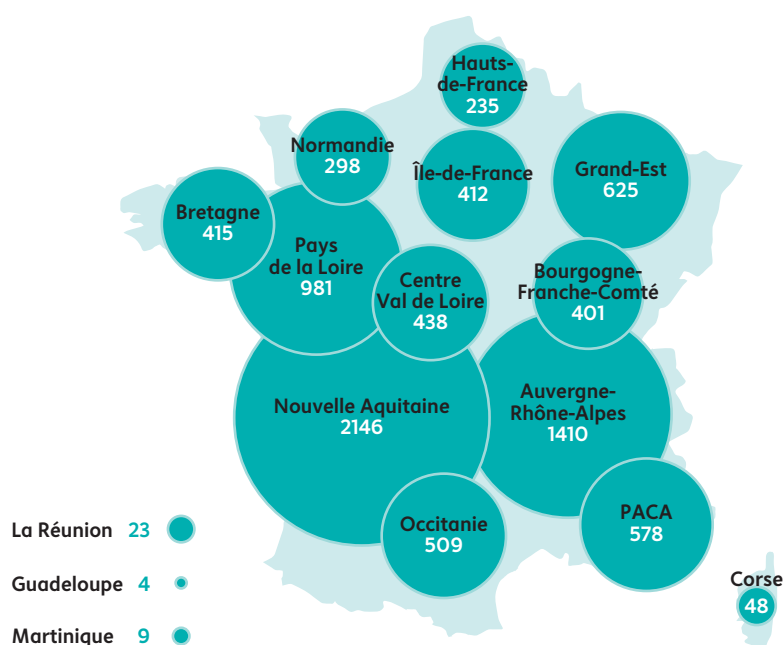 Hauts-
de-France
235
Normandie
298
Île-de-France
412
Grand-Est
625
Bretagne
415
Pays
de la Loire
981
Centre
Val de Loire
438
Bourgogne-
Franche-Comté
401
Nouvelle Aquitaine
2146
Auvergne-
Rhône-Alpes
1410
Occitanie
509
PACA
578
La Réunion 23
Guadeloupe 4
Martinique 9
Corse
48